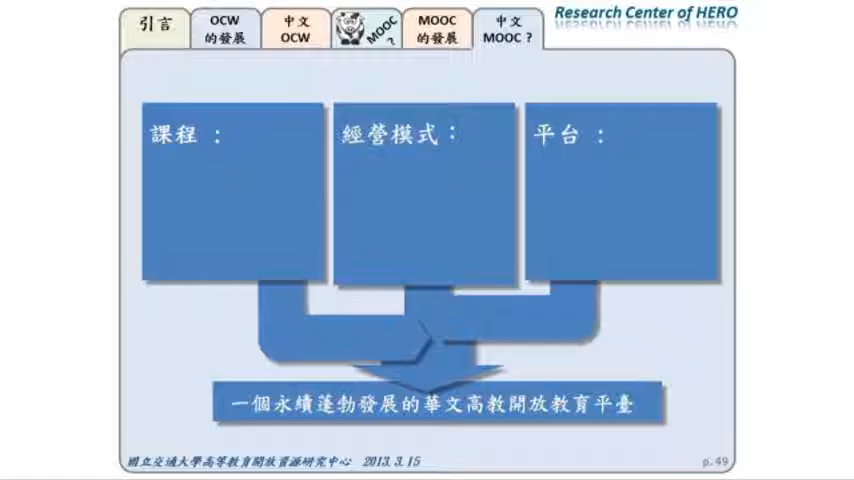 引言
OCW
的發展
中文
OCW
MOOC
?
MOOC
的發展
中文
MOOC ?
Research Center of HERO
課程 :
經營模式:
平台 :
一個永續蓬勃發展的華文高教開放教育平臺
國立交通大學高等教育開放資源研究中心 2013.3.15
p.49